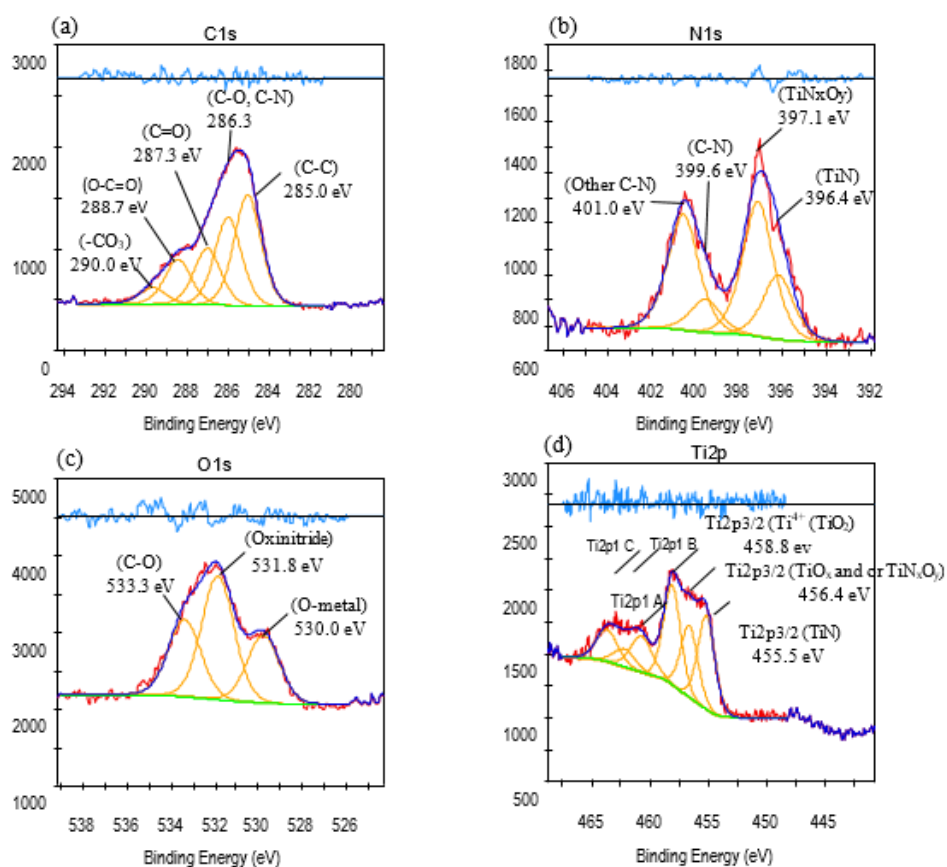 (a)
C1s
3000
2000
1000
0
(C-O, C-N)
286.3
(C=O)
287.3 eV
(C-C)
285.0 eV
(O-C=O)
288.7 eV
(-CO₃)
290.0 eV
294 292 290 288 286 284 282 280
Binding Energy (eV)
(b)
N1s
1800
1600
1400
1200
1000
800
600
(TiNxOy)
397.1 eV
(C-N)
399.6 eV
(TiN)
396.4 eV
(Other C-N)
401.0 eV
406 404 402 400 398 396 394 392
Binding Energy (eV)
(c)
O1s
5000
4000
3000
2000
1000
(Oxinitride)
531.8 eV
(C-O)
533.3 eV
(O-metal)
530.0 eV
538 536 534 532 530 528 526
Binding Energy (eV)
(d)
Ti2p
3000
2500
2000
1500
1000
500
Ti2p3/2 (Ti⁴⁺ (TiO₂)
458.8 ev
Ti2p1 C
Ti2p1 B
Ti2p3/2 (TiOₓ and or TiNₓOᵧ)
456.4 eV
Ti2p1 A
Ti2p3/2 (TiN)
455.5 eV
465 460 455 450 445
Binding Energy (eV)